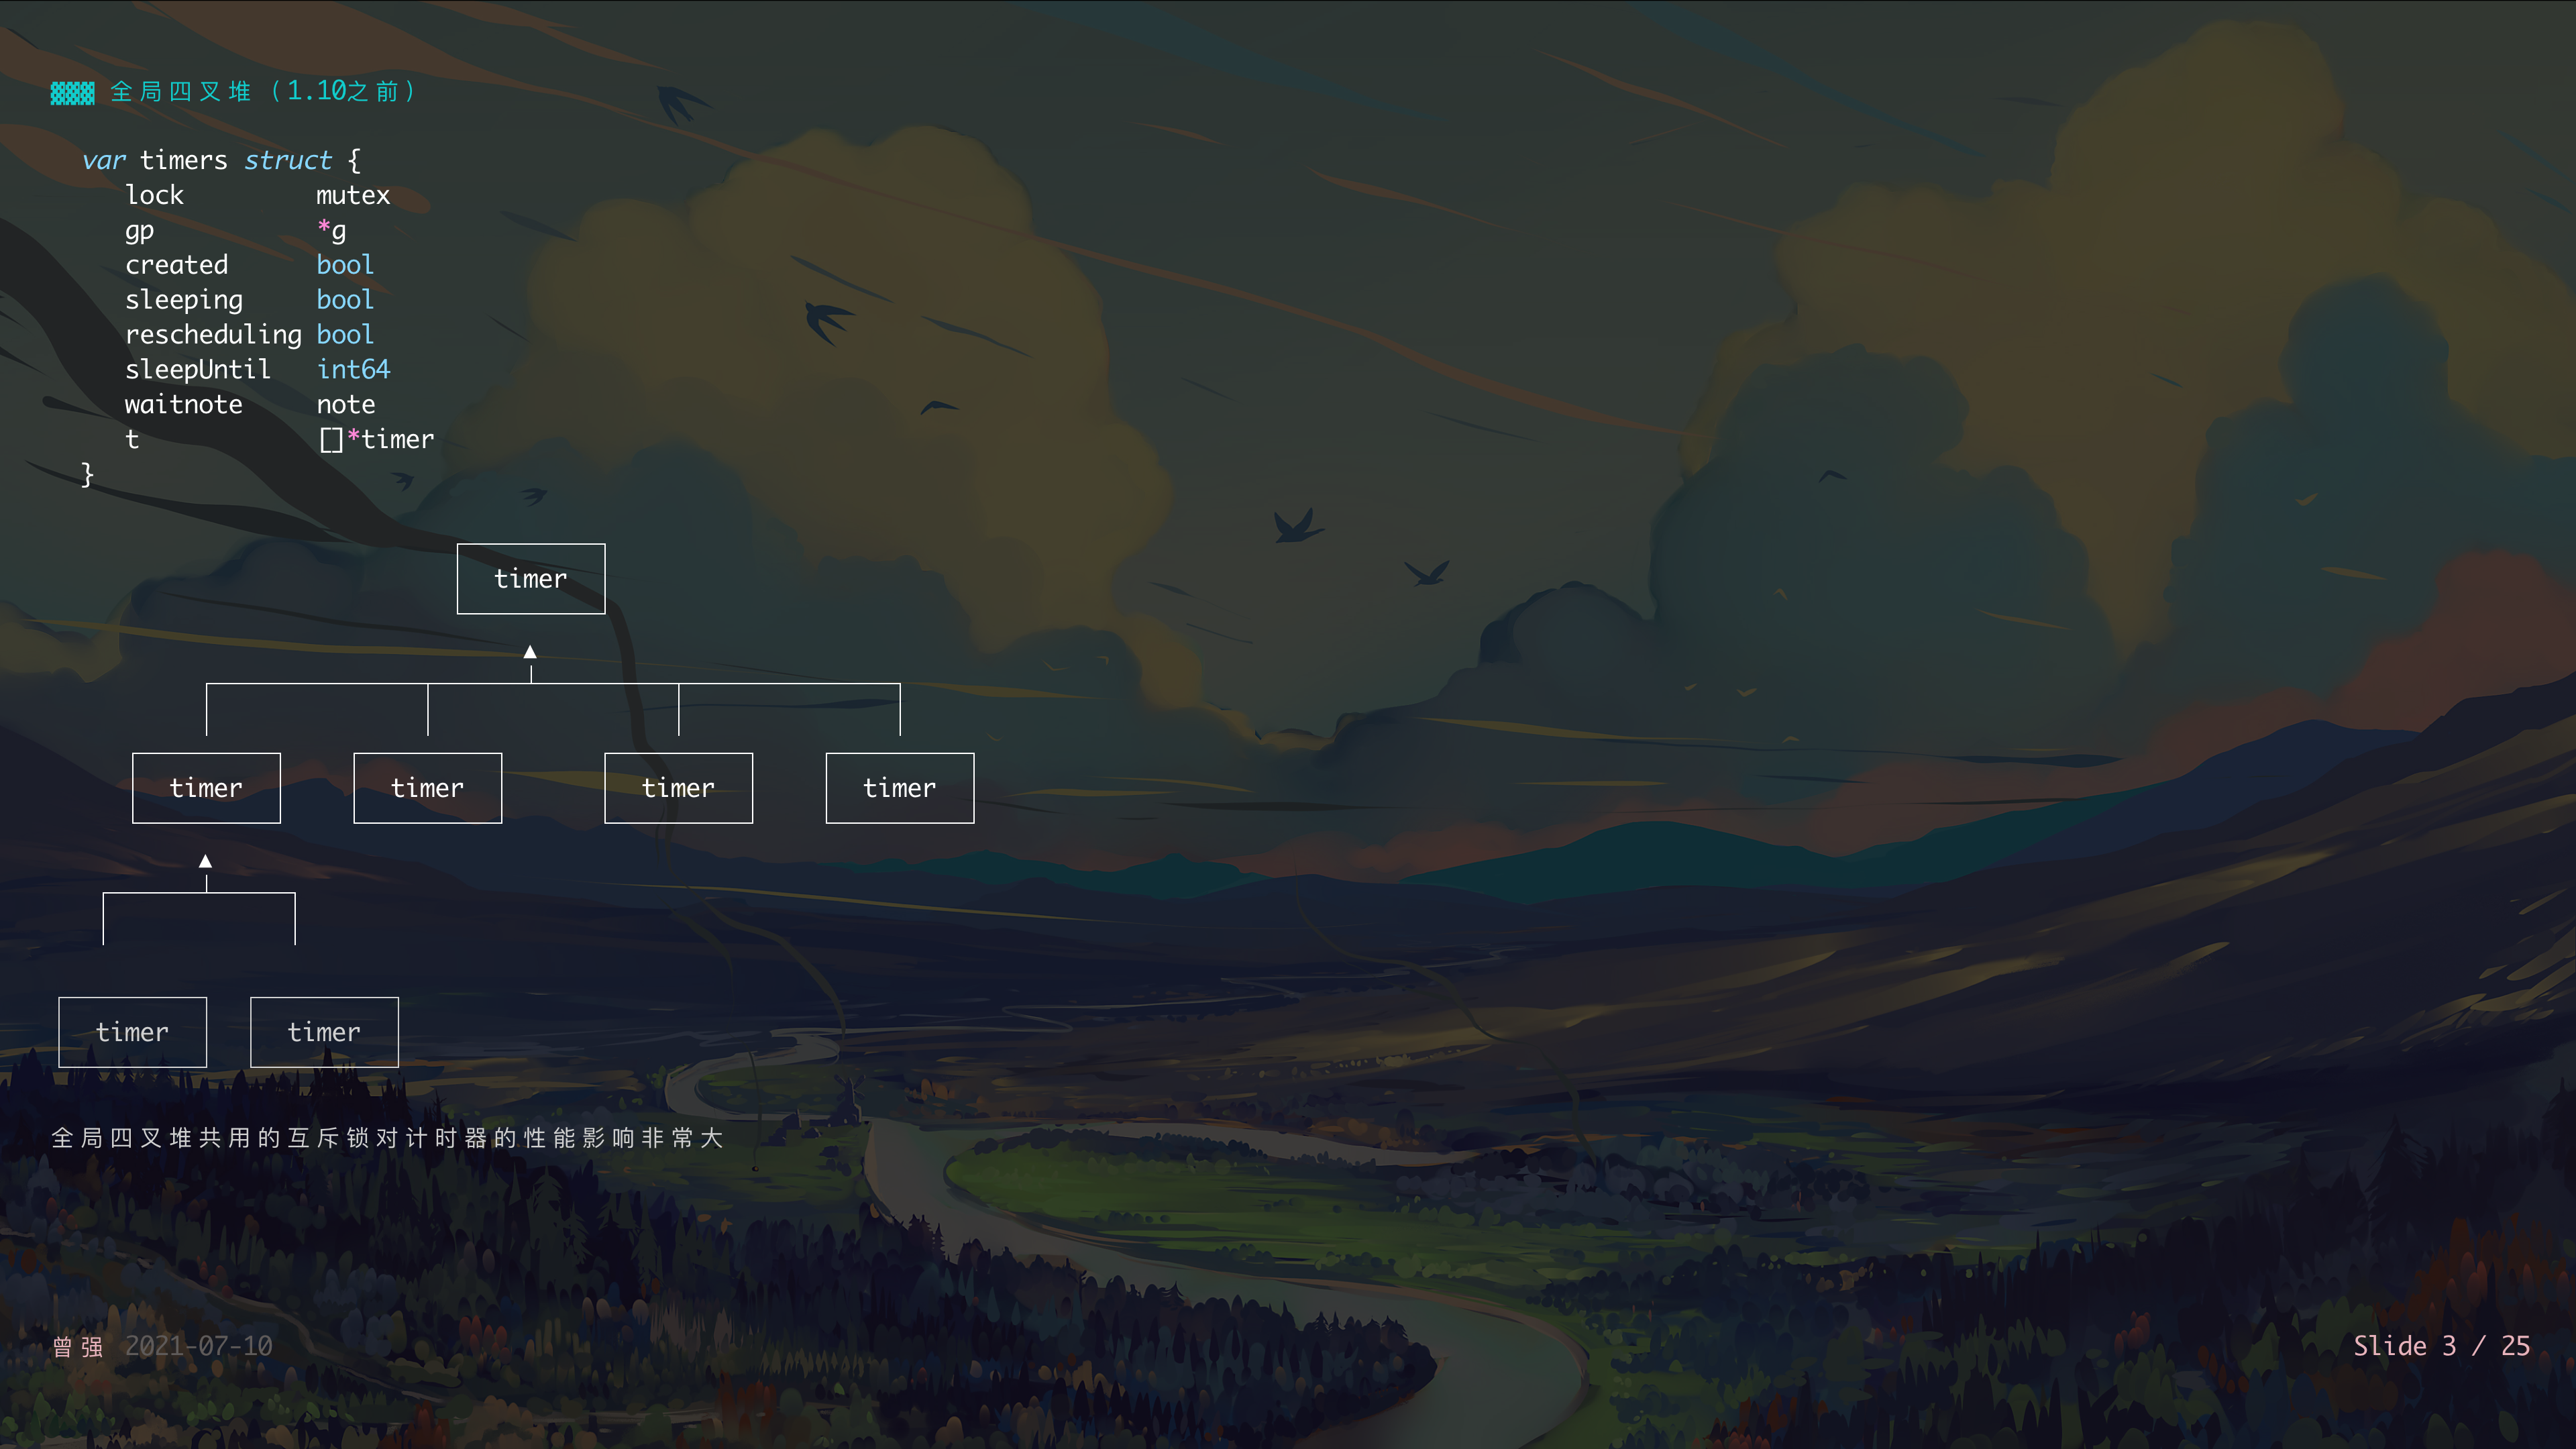 ▓▓▓ 全局四叉堆（1.10之前）
var timers struct {
   lock         mutex
   gp           *g
   created      bool
   sleeping     bool
   rescheduling bool
   sleepUntil   int64
   waitnote     note
   t            []*timer
}
timer
timer timer timer timer
timer timer
全局四叉堆共用的互斥锁对计时器的性能影响非常大
曾强 2021-07-10
Slide 3 / 25